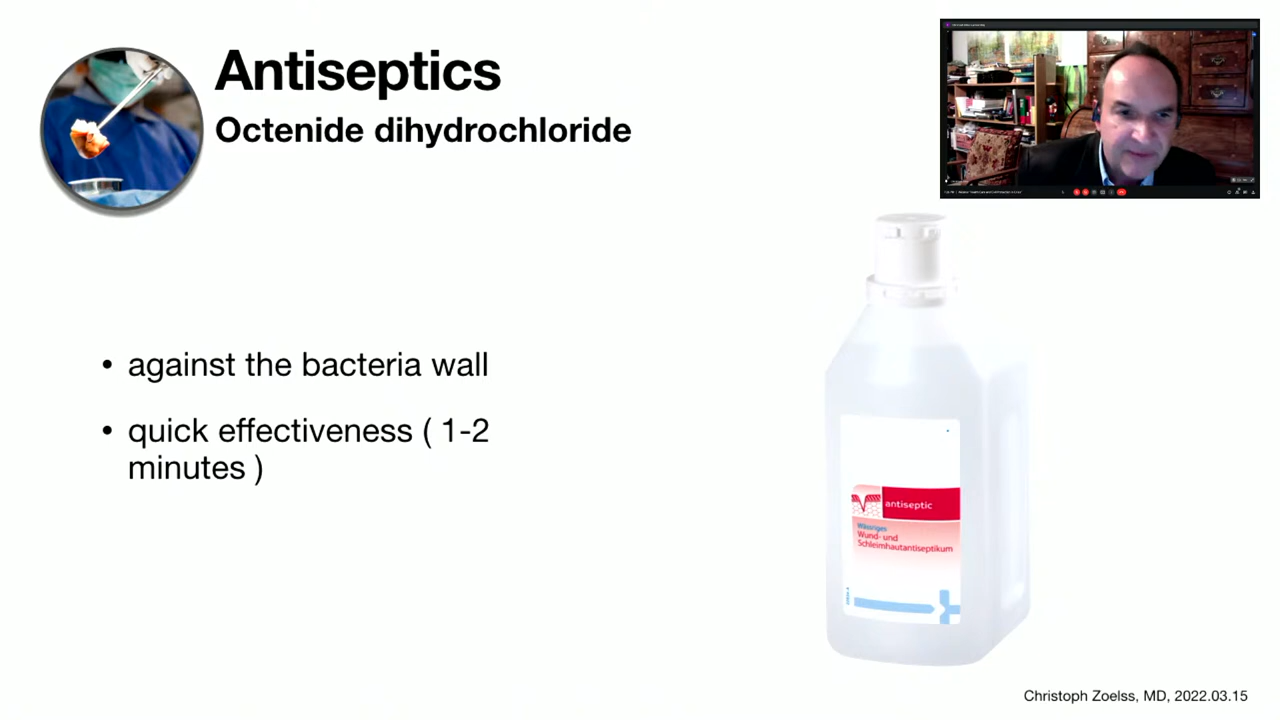 Antiseptics
Octenide dihydrochloride
• against the bacteria wall
• quick effectiveness ( 1-2
minutes )
antiseptic
Wässriges
Wund- und
Schleimhautantiseptikum
Christoph Zoelss, MD, 2022.03.15